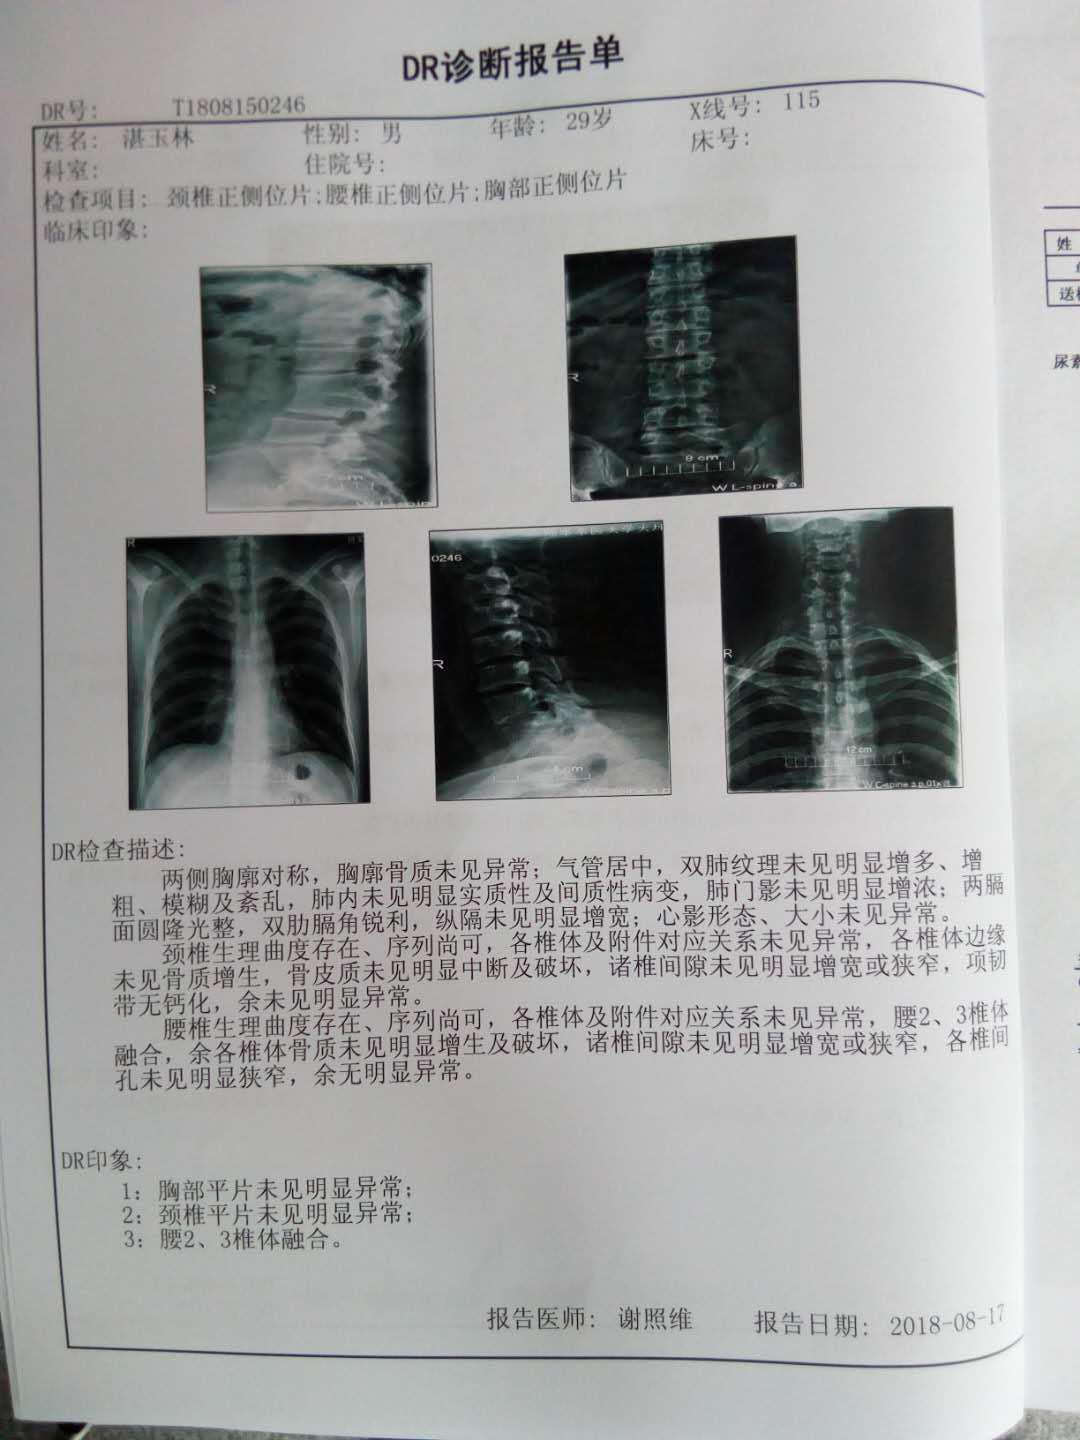 DR诊断报告单
DR号: T1808150246
姓名: 湛玉林 性别: 男 年龄: 29岁 X线号: 115
科室: 住院号: 床号:
检查项目: 颈椎正侧位片;腰椎正侧位片;胸部正侧位片
临床印象:
R
R
9 cm
W L-spine a
R
0246
R
R
12 cm
DR检查描述:
两侧胸廓对称，胸廓骨质未见异常；气管居中，双肺纹理未见明显增多、增
粗、模糊及紊乱，肺内未见明显实质性及间质性病变，肺门影未见明显增浓；两膈
面圆隆光整，双肋膈角锐利，纵隔未见明显增宽；心影形态、大小未见异常。
颈椎生理曲度存在、序列尚可，各椎体及附件对应关系未见异常，各椎体边缘
未见骨质增生，骨皮质未见明显中断及破坏，诸椎间隙未见明显增宽或狭窄，项韧
带无钙化，余未见明显异常。
腰椎生理曲度存在、序列尚可，各椎体及附件对应关系未见异常，腰2、3椎体
融合，余各椎体骨质未见明显增生及破坏，诸椎间隙未见明显增宽或狭窄，各椎间
孔未见明显狭窄，余无明显异常。
DR印象:
1: 胸部平片未见明显异常;
2: 颈椎平片未见明显异常;
3: 腰2、3椎体融合。
报告医师: 谢照维 报告日期: 2018-08-17
姓
送
尿素